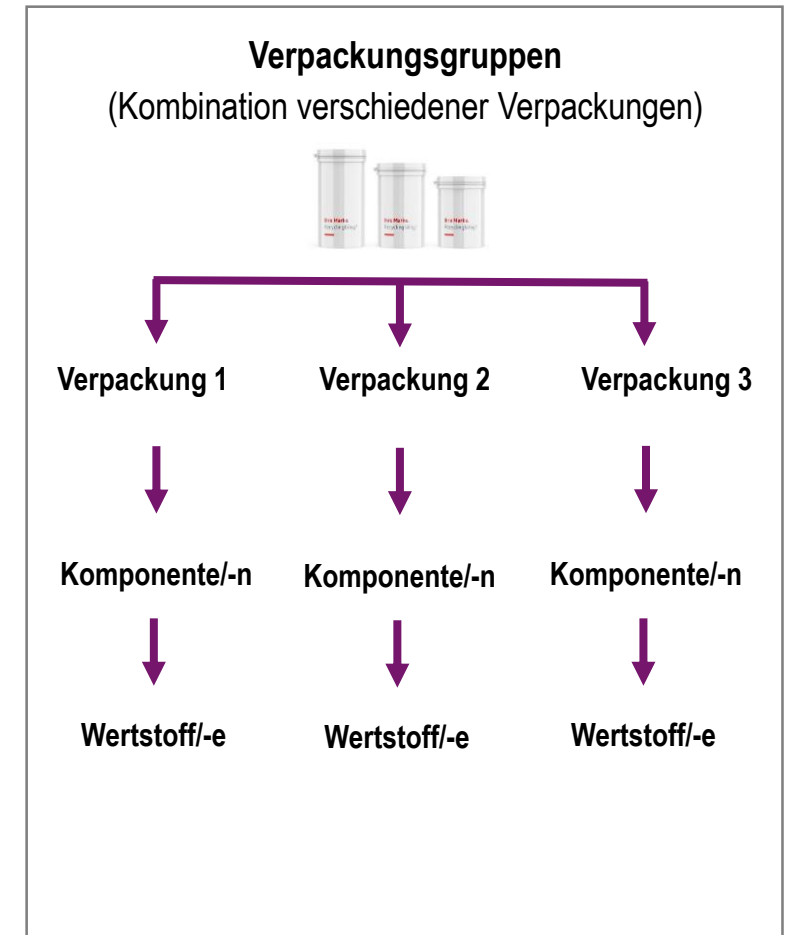 Verpackungsgruppen
(Kombination verschiedener Verpackungen)
Verpackung 1
Verpackung 2
Verpackung 3
Komponente/-n
Komponente/-n
Komponente/-n
Wertstoff/-e
Wertstoff/-e
Wertstoff/-e